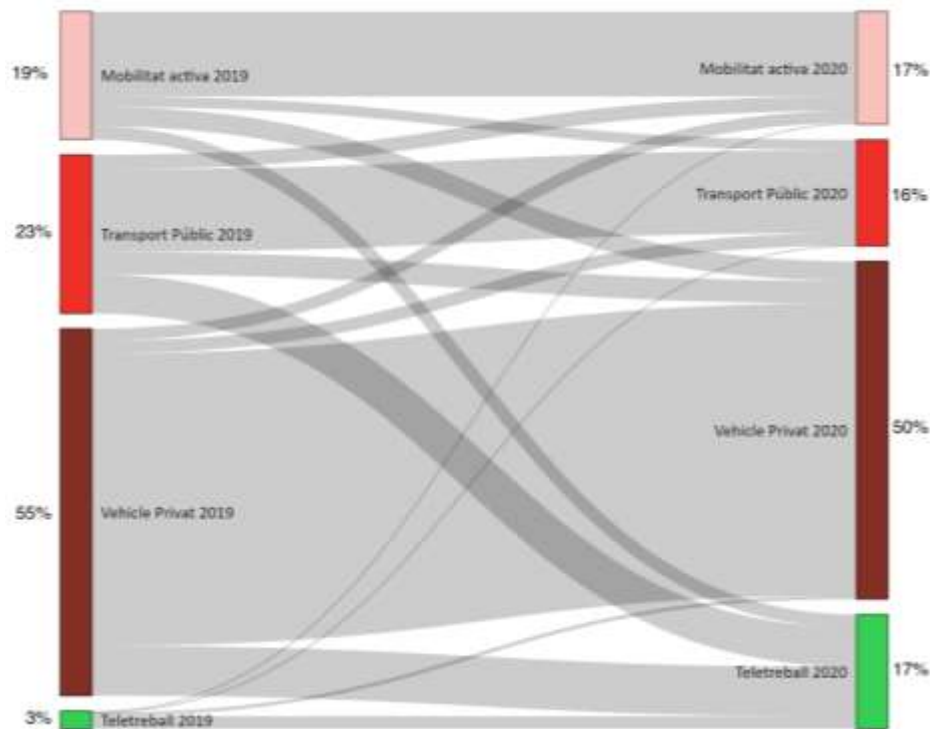 19%
Mobilitat activa 2019
Mobilitat activa 2020
17%
23%
Transport Públic 2019
Transport Públic 2020
16%
55%
Vehicle Privat 2019
Vehicle Privat 2020
50%
3%
Teletreball 2019
Teletreball 2020
17%